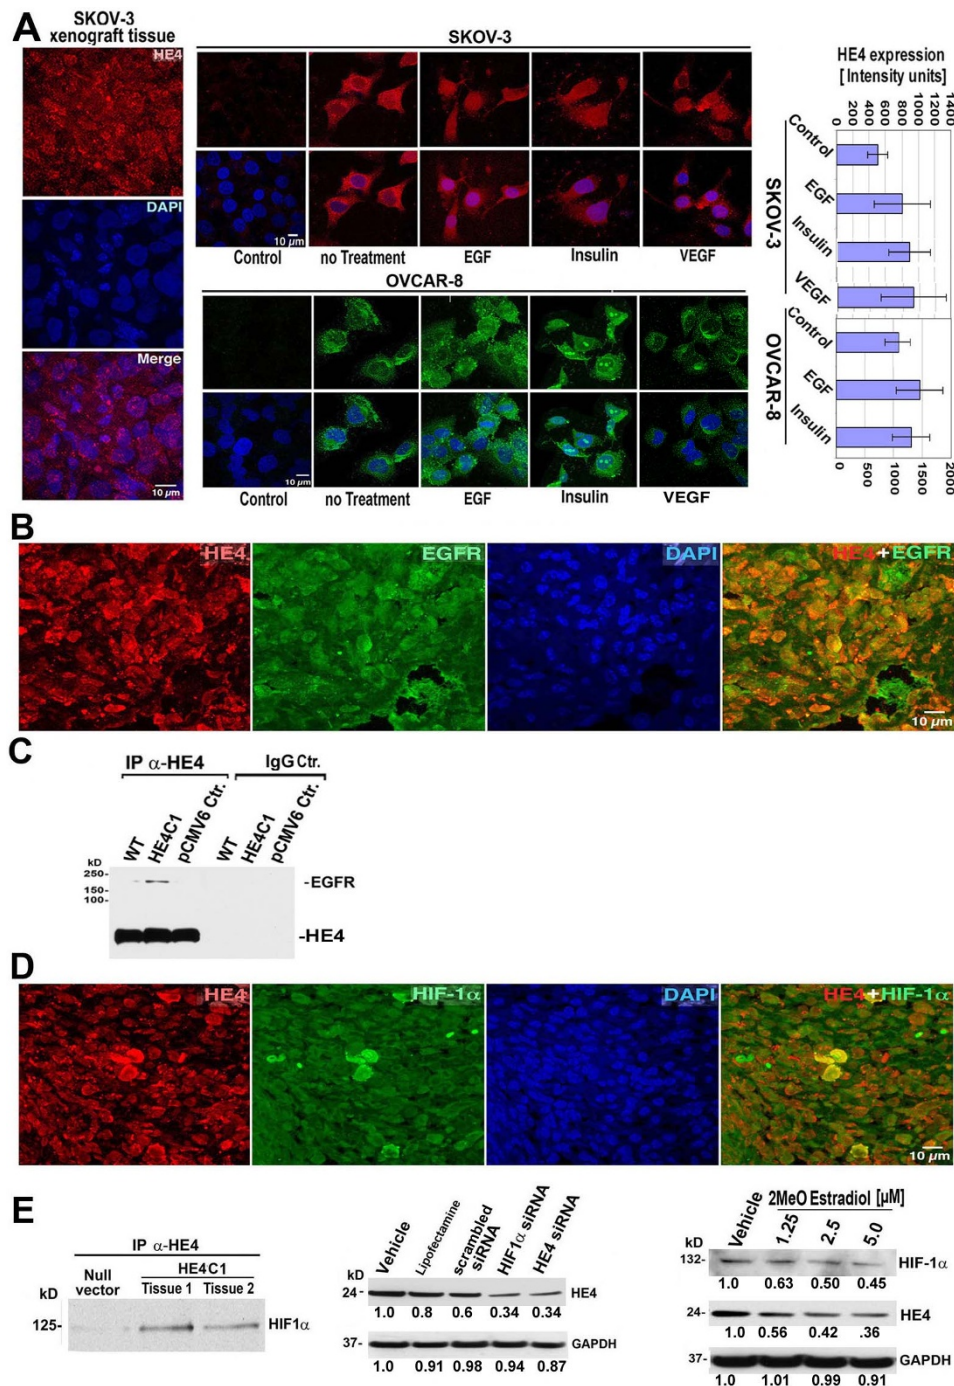 A
SKOV-3
xenograft tissue
HE4
DAPI
Merge
10 µm
SKOV-3
10 µm
Control
no Treatment
EGF
Insulin
VEGF
OVCAR-8
10 µm
Control
no Treatment
EGF
Insulin
VEGF
HE4 expression
[ Intensity units]
0
200
400
600
800
1000
1200
1400
SKOV-3
Control
EGF
Insulin
VEGF
OVCAR-8
Control
EGF
Insulin
0
5000
10000
15000
20000
B
HE4
EGFR
DAPI
HE4+EGFR
10 µm
C
IP α-HE4
IgG Ctr.
WT
HE4C1
pCMV6 Ctr.
WT
HE4C1
pCMV6 Ctr.
kD
250-
150-
100-
-EGFR
-HE4
D
HE4
HIF-1α
DAPI
HE4+HIF-1α
10 µm
E
IP α-HE4
Null vector
HE4C1
Tissue 1
Tissue 2
kD
125-
HIF1α
Vehicle
Lipofectamine
scrambled siRNA
HIF1α siRNA
HE4 siRNA
kD
24-
HE4
1.0 0.8 0.6 0.34 0.34
37-
GAPDH
1.0 0.91 0.98 0.94 0.87
2MeO Estradiol [µM]
Vehicle
1.25
2.5
5.0
kD
132-
HIF-1α
1.0 0.63 0.50 0.45
24-
HE4
1.0 0.56 0.42 .36
37-
GAPDH
1.0 1.01 0.99 0.91